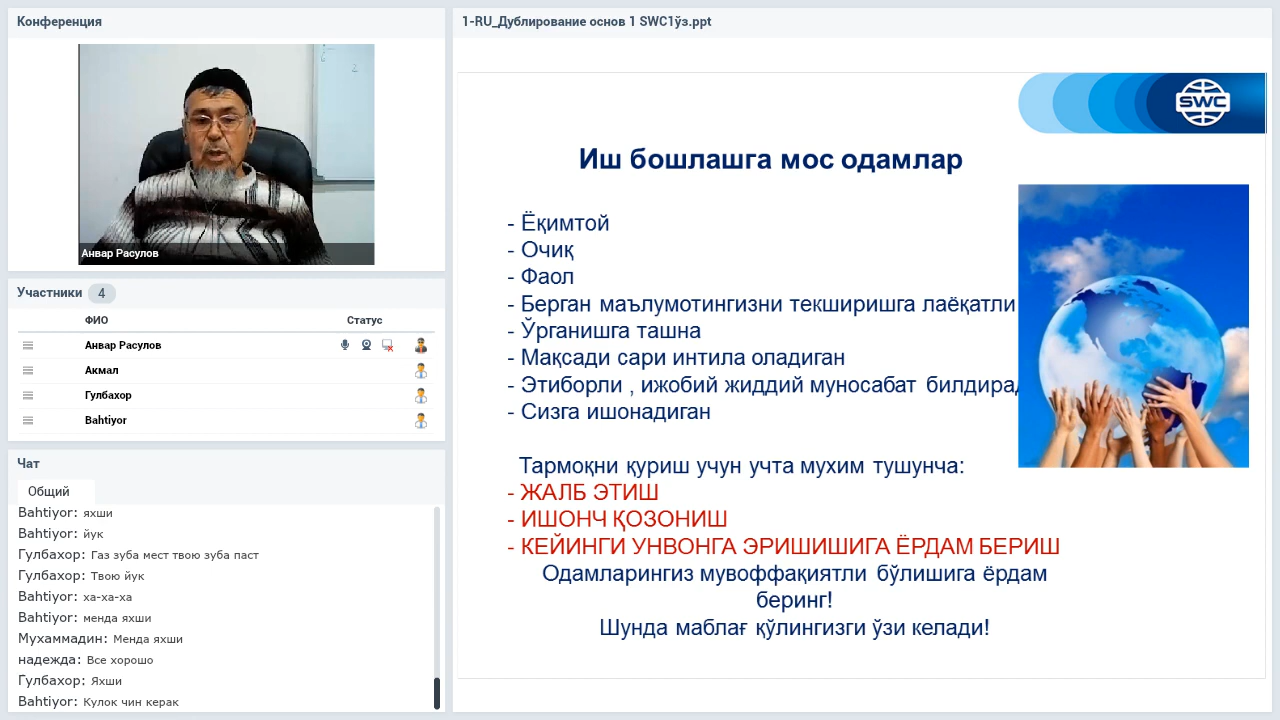 Конференция
Анвар Расулов
Участники 4
ФИО Статус
Анвар Расулов
Акмал
Гулбахор
Bahtiyor
Чат
Общий
Bahtiyor: яхши
Bahtiyor: йук
Гулбахор: Газ зуба мест твою зуба паст
Гулбахор: Твою йук
Bahtiyor: ха-ха-ха
Bahtiyor: менда яхши
Мухаммадин: Менда яхши
надежда: Все хорошо
Гулбахор: Яхши
Bahtiyor: Кулок чин керак
1-RU_Дублирование основ 1 SWC1ўз.ppt
SWC
Иш бошлашга мос одамлар
- Ёқимтой
- Очиқ
- Фаол
- Берган маълумотингизни текширишга лаёқатли
- Ўрганишга ташна
- Мақсади сари интила оладиган
- Этиборли , ижобий жиддий муносабат билдирад
- Сизга ишонадиган
Тармоқни қуриш учун учта мухим тушунча:
- ЖАЛБ ЭТИШ
- ИШОНЧ ҚОЗОНИШ
- КЕЙИНГИ УНВОНГА ЭРИШИШИГА ЁРДАМ БЕРИШ
Одамларингиз мувоффақиятли бўлишига ёрдам
беринг!
Шунда маблағ қўлингизги ўзи келади!